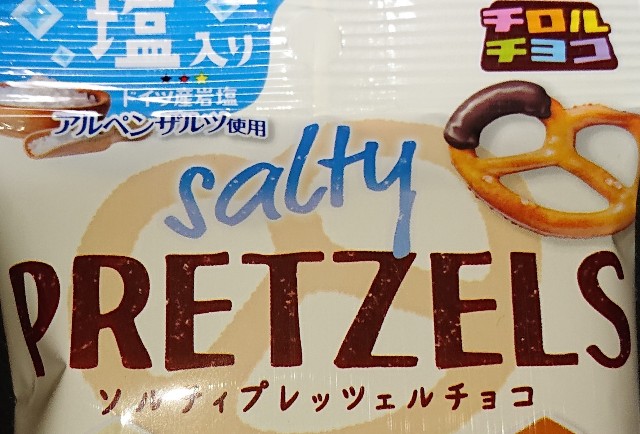 塩入り
ドイツ産岩塩
アルペンザルツ使用
チロル
チョコ
salty
PRETZELS
ソルティプレッツェルチョコ